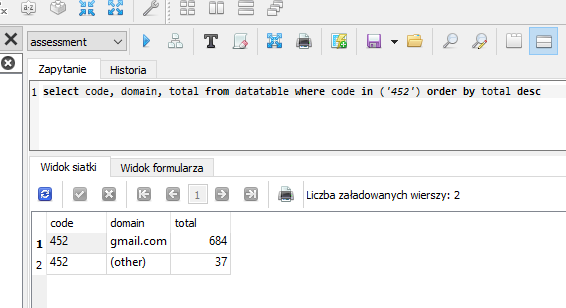 assessment
Zapytanie Historia
1 select code, domain, total from datatable where code in ('452') order by total desc
Widok siatki Widok formularza
1 Liczba załadowanych wierszy: 2
code domain total
1 452 gmail.com 684
2 452 (other) 37